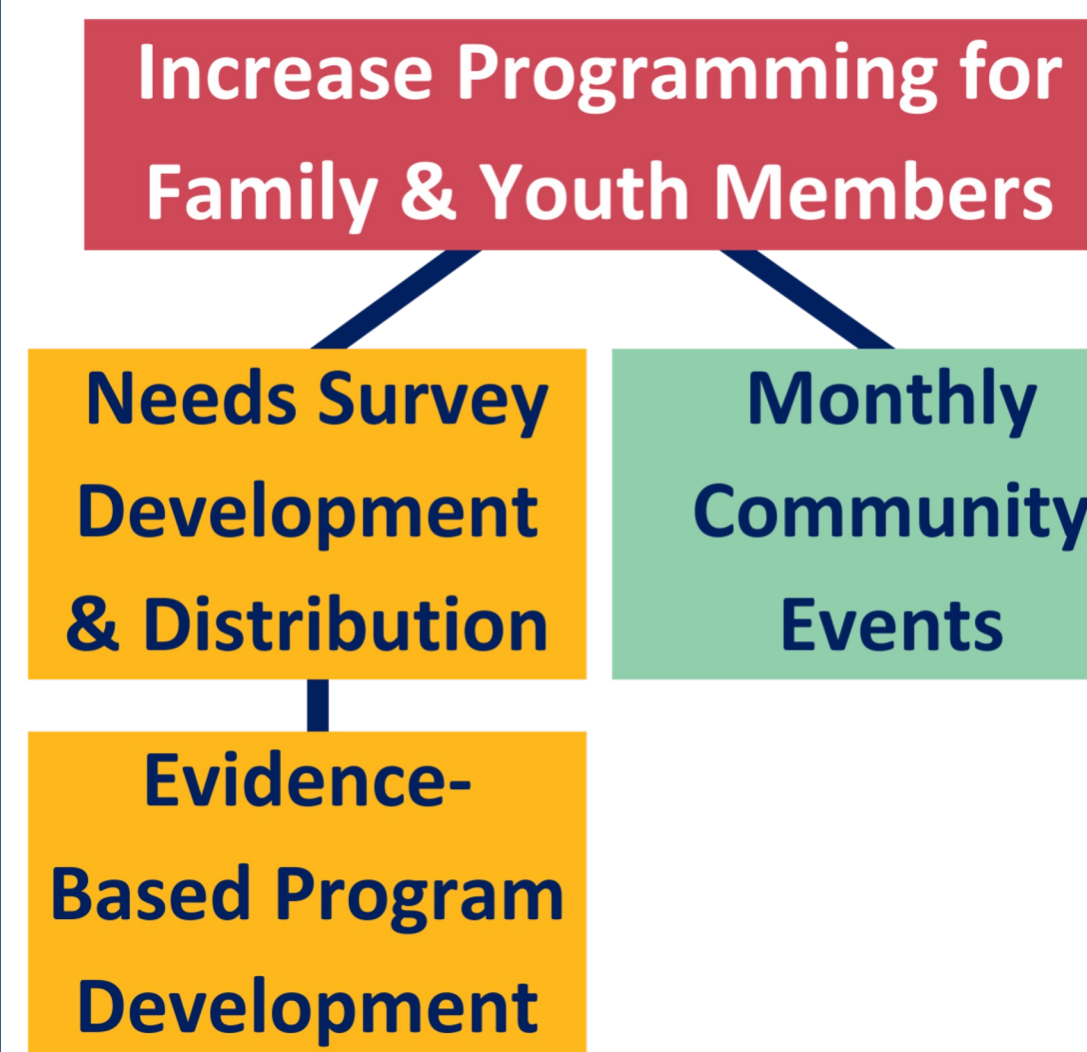 Increase Programming for
Family & Youth Members
Needs Survey
Development
& Distribution
Monthly
Community
Events
Evidence-
Based Program
Development